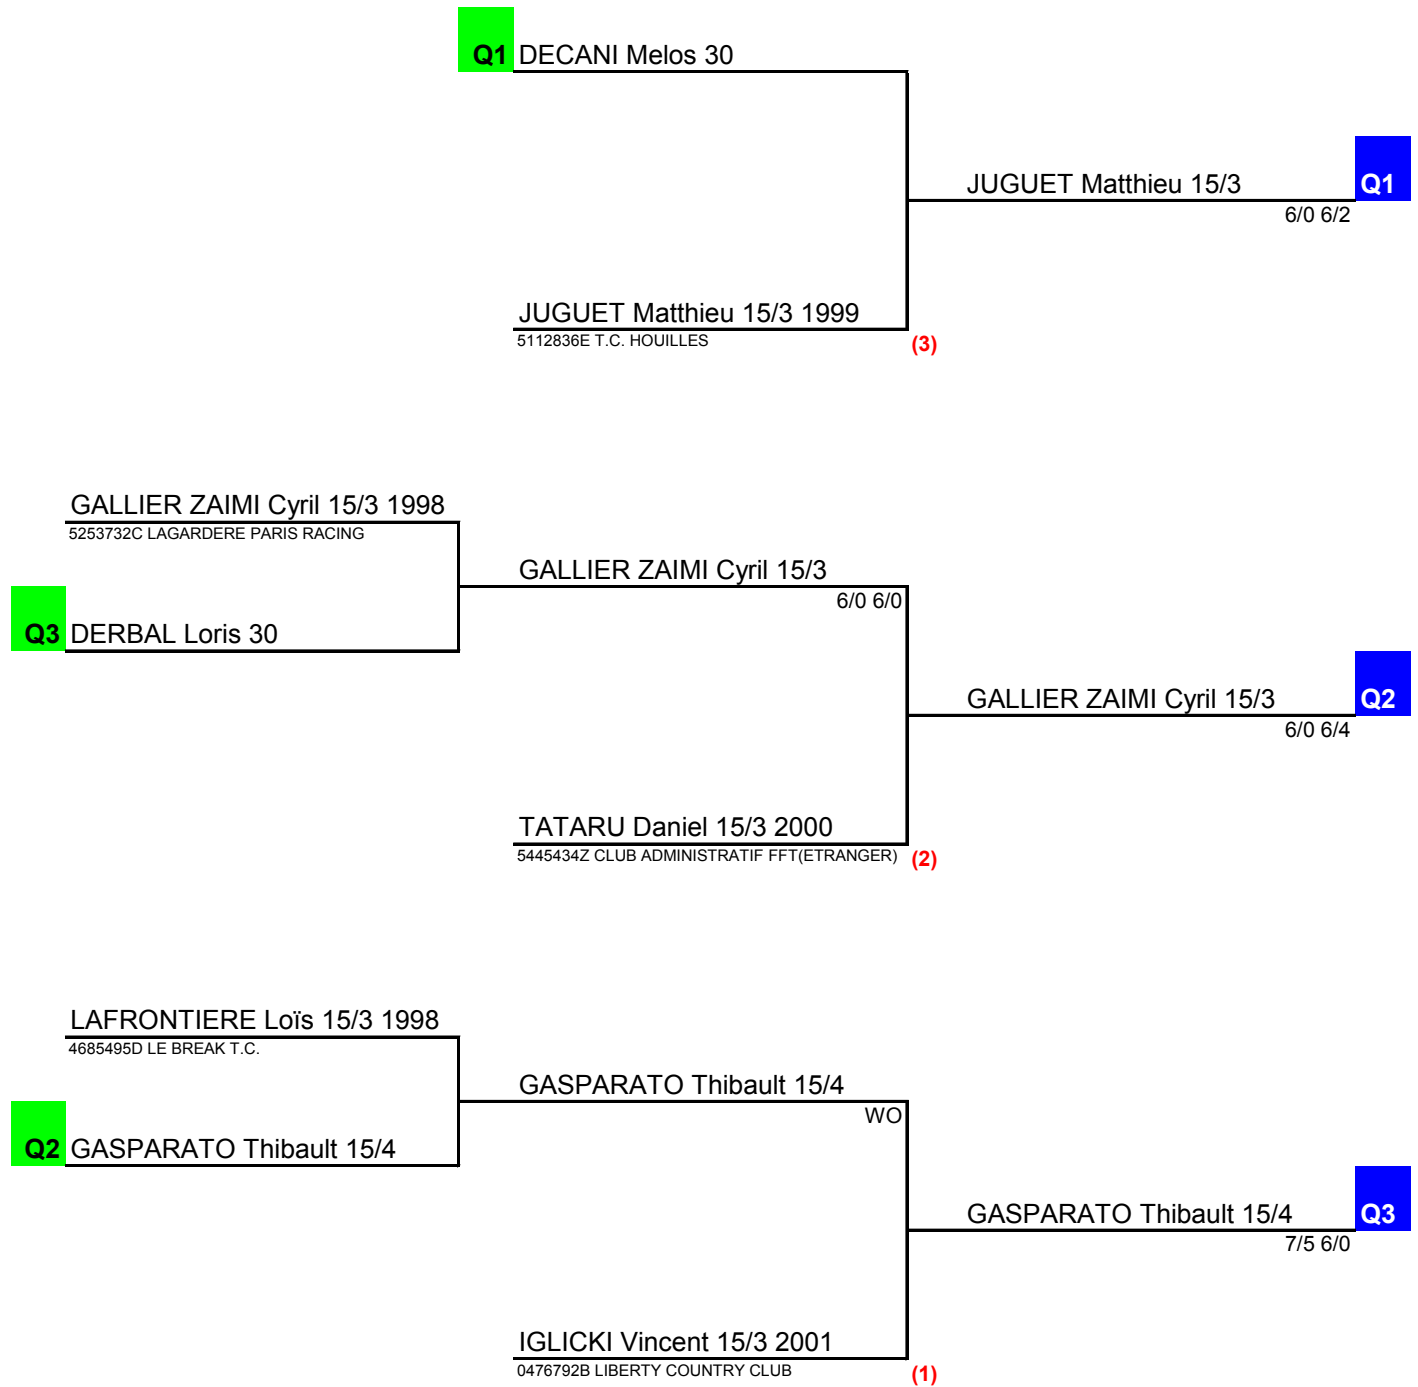 Q1 DECANI Melos 30
JUGUET Matthieu 15/3 Q1
6/0 6/2
JUGUET Matthieu 15/3 1999
5112836E T.C. HOUILLES
(3)
GALLIER ZAIMI Cyril 15/3 1998
5253732C LAGARDERE PARIS RACING
GALLIER ZAIMI Cyril 15/3
6/0 6/0
Q3 DERBAL Loris 30
GALLIER ZAIMI Cyril 15/3 Q2
6/0 6/4
TATARU Daniel 15/3 2000
5445434Z CLUB ADMINISTRATIF FFT(ETRANGER)
(2)
LAFRONTIERE Loïs 15/3 1998
4685495D LE BREAK T.C.
GASPARATO Thibault 15/4
WO
Q2 GASPARATO Thibault 15/4
GASPARATO Thibault 15/4 Q3
7/5 6/0
IGLICKI Vincent 15/3 2001
0476792B LIBERTY COUNTRY CLUB
(1)